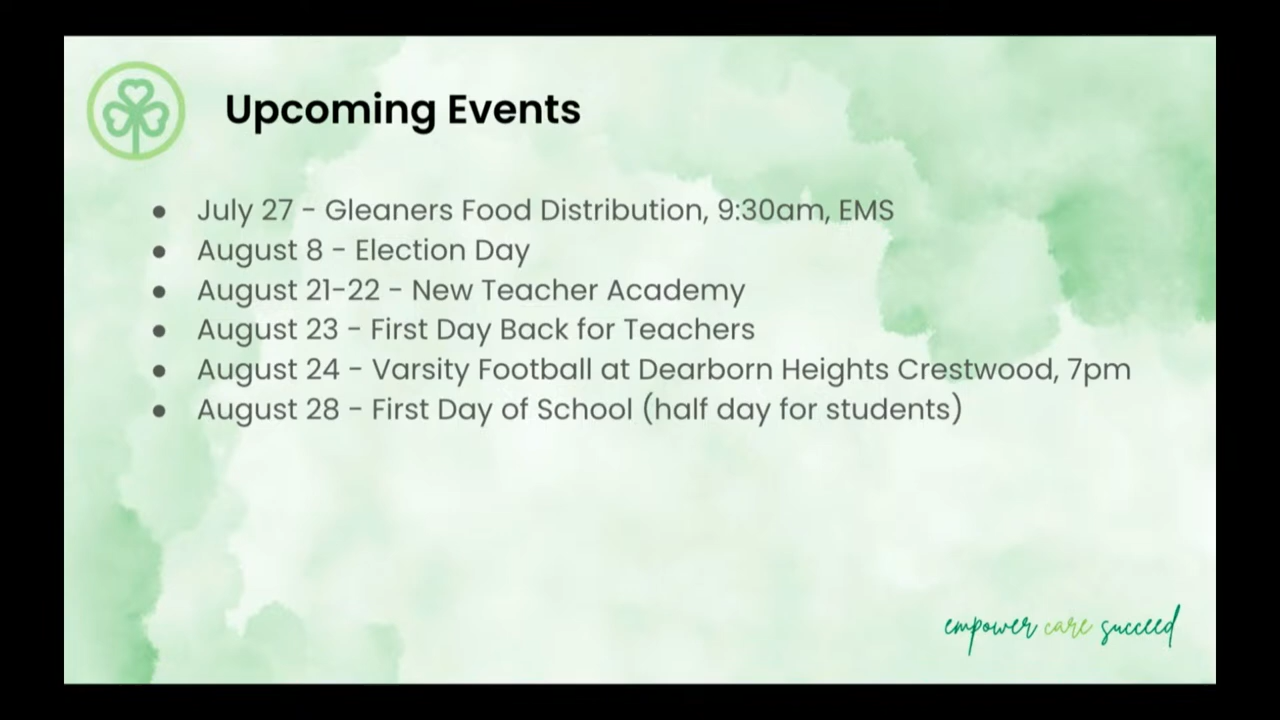 Upcoming Events
● July 27 - Gleaners Food Distribution, 9:30am, EMS
● August 8 - Election Day
● August 21-22 - New Teacher Academy
● August 23 - First Day Back for Teachers
● August 24 - Varsity Football at Dearborn Heights Crestwood, 7pm
● August 28 - First Day of School (half day for students)
empower care succeed